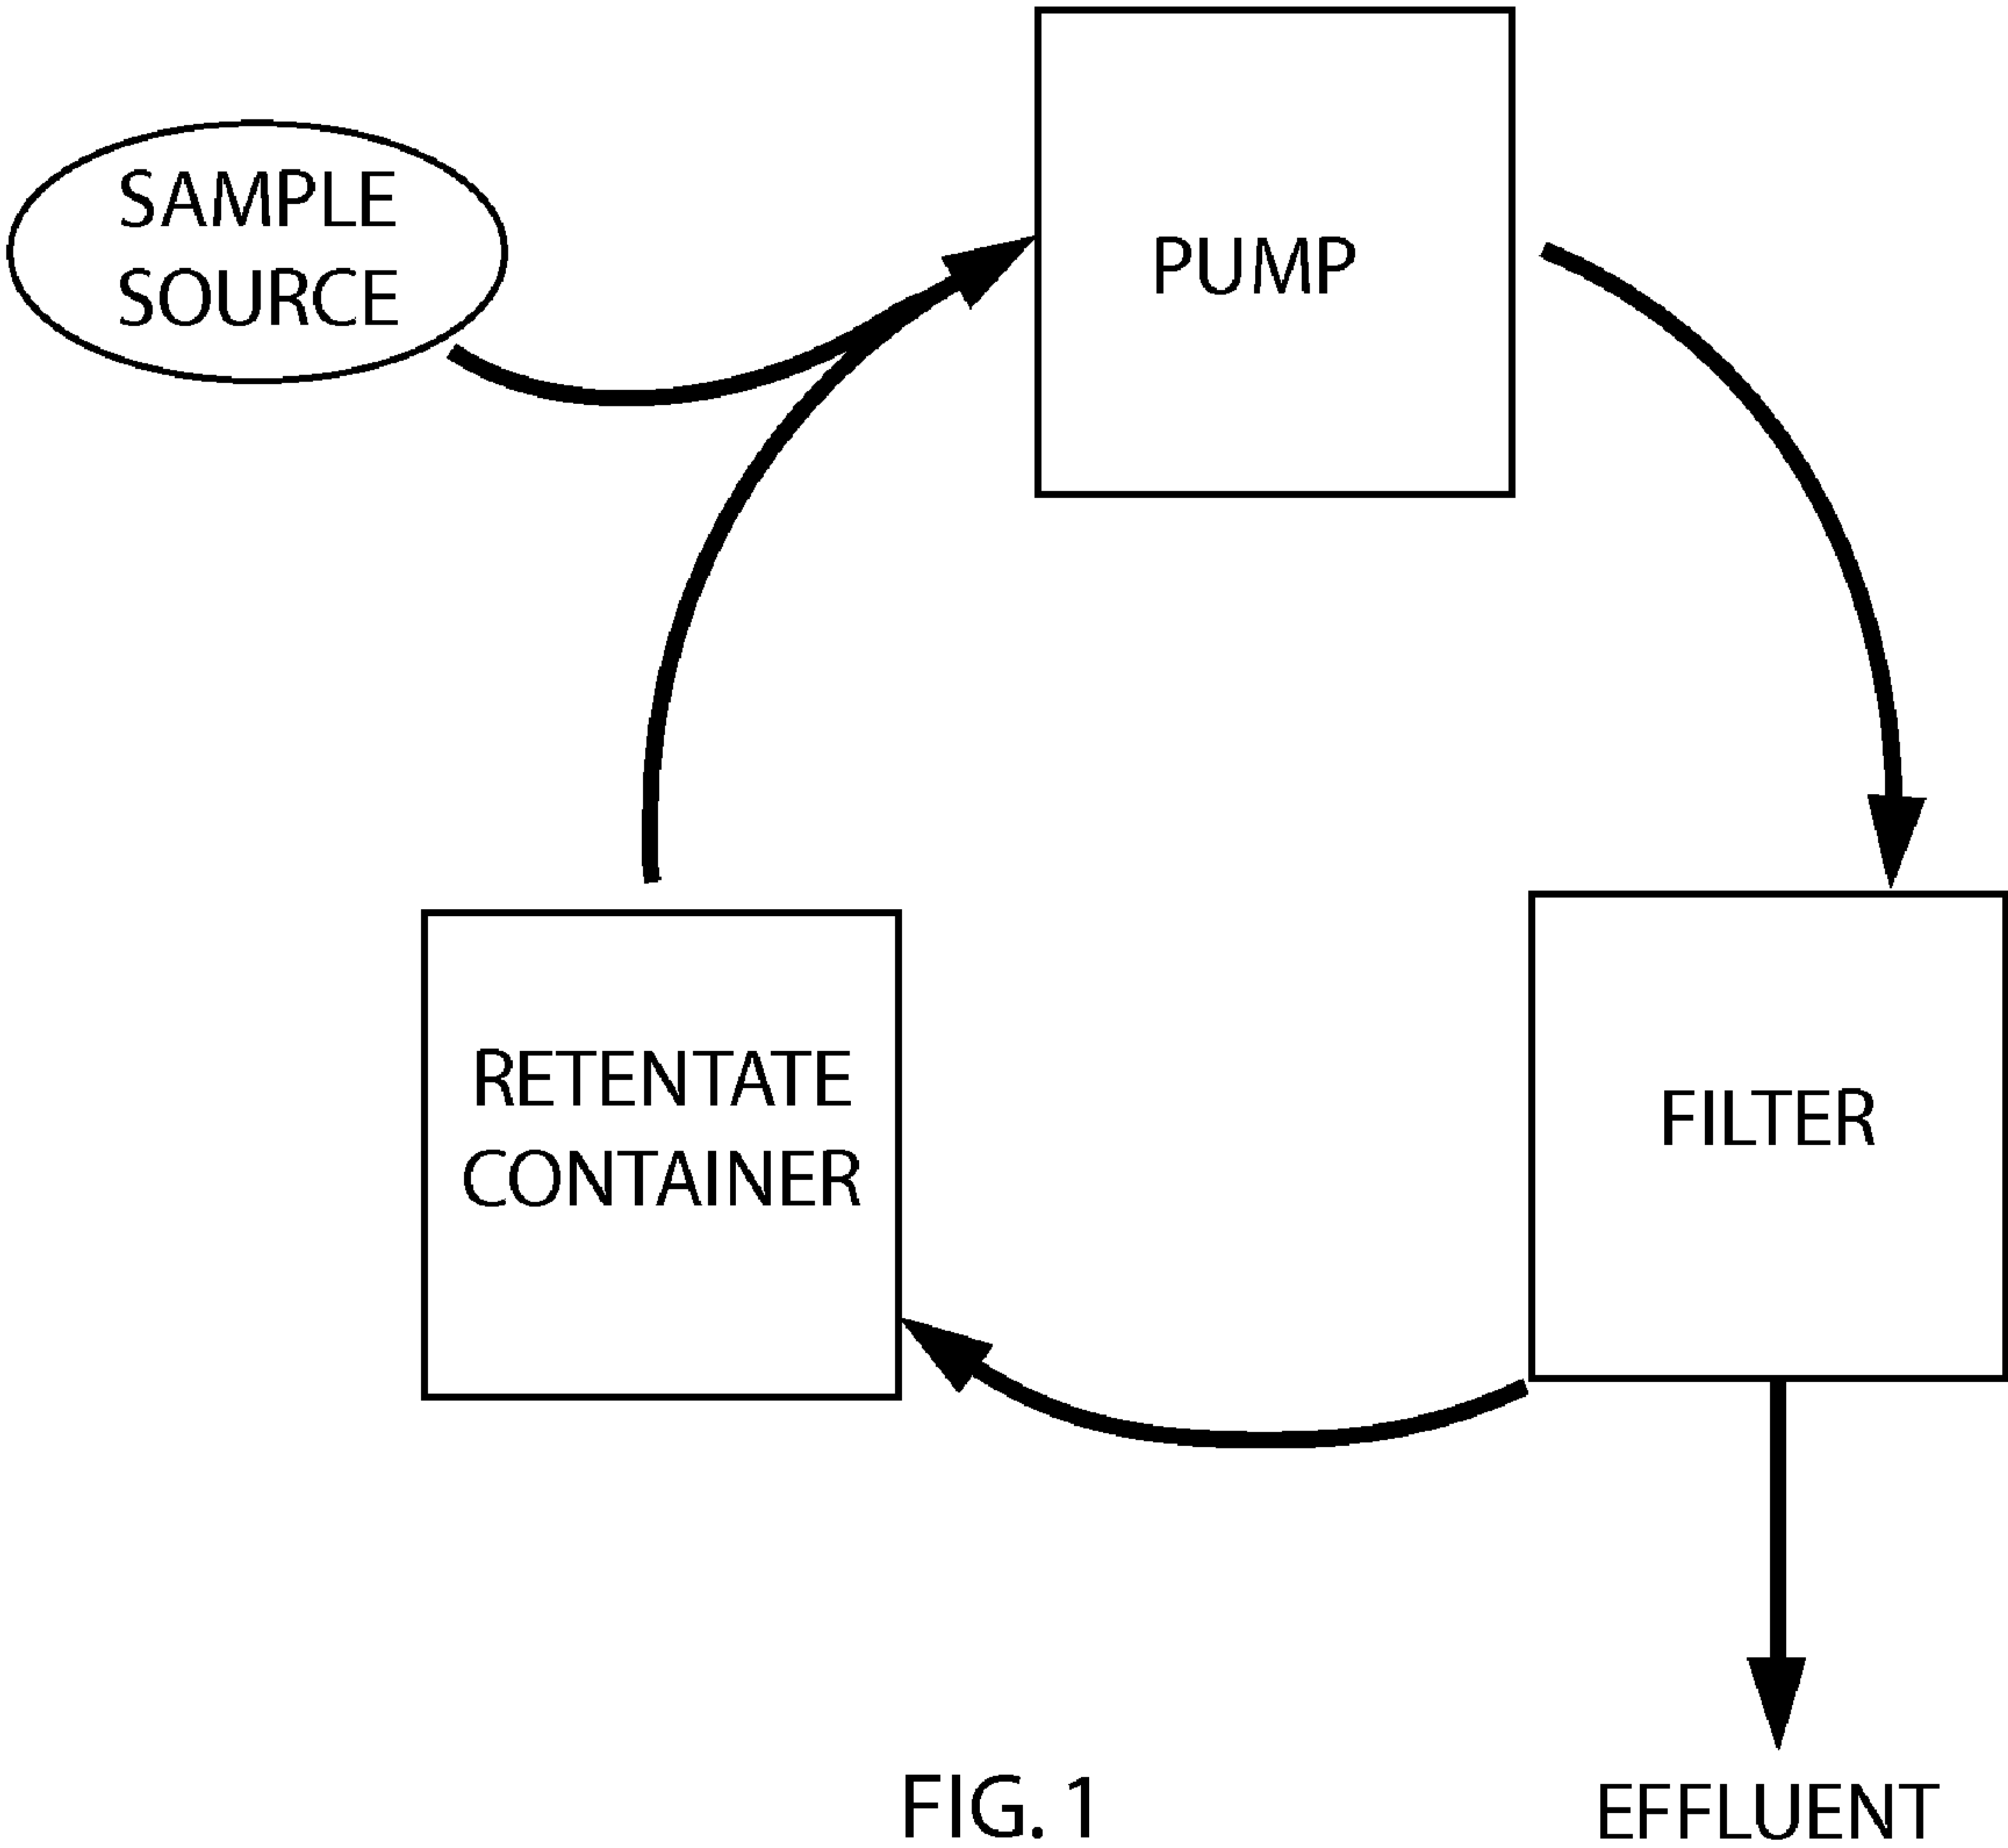 SAMPLE
SOURCE
PUMP
RETENTATE
CONTAINER
FILTER
FIG. 1
EFFLUENT